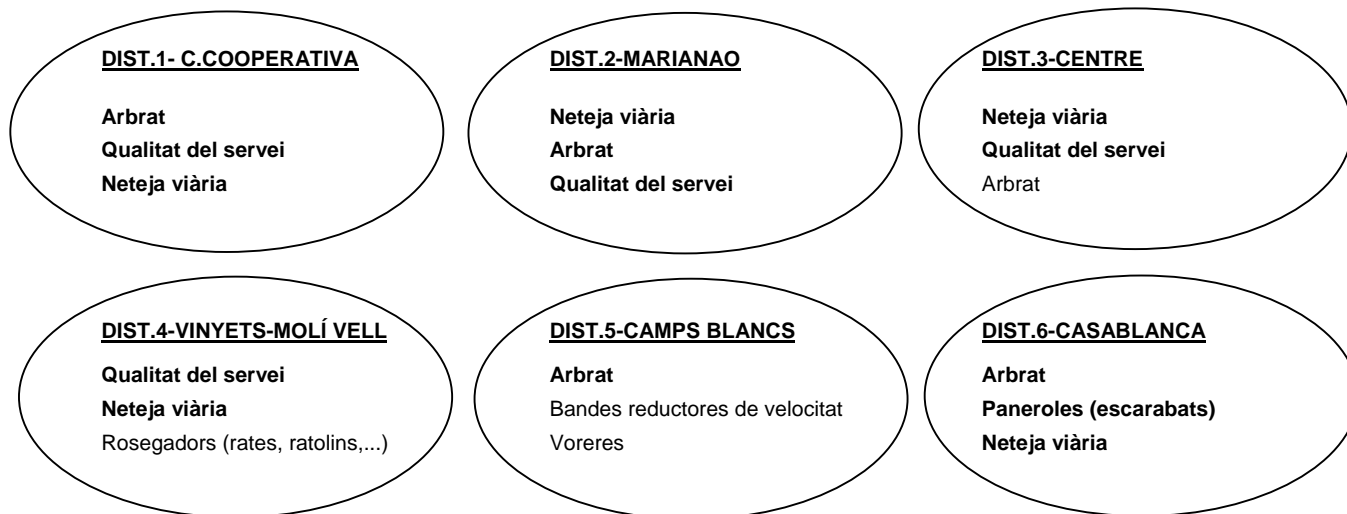 DIST.1- C.COOPERATIVA
Arbrat
Qualitat del servei
Neteja viària
DIST.2-MARIANAO
Neteja viària
Arbrat
Qualitat del servei
DIST.3-CENTRE
Neteja viària
Qualitat del servei
Arbrat
DIST.4-VINYETS-MOLÍ VELL
Qualitat del servei
Neteja viària
Rosegadors (rates, ratolins,...)
DIST.5-CAMPS BLANCS
Arbrat
Bandes reductores de velocitat
Voreres
DIST.6-CASABLANCA
Arbrat
Paneroles (escarabats)
Neteja viària